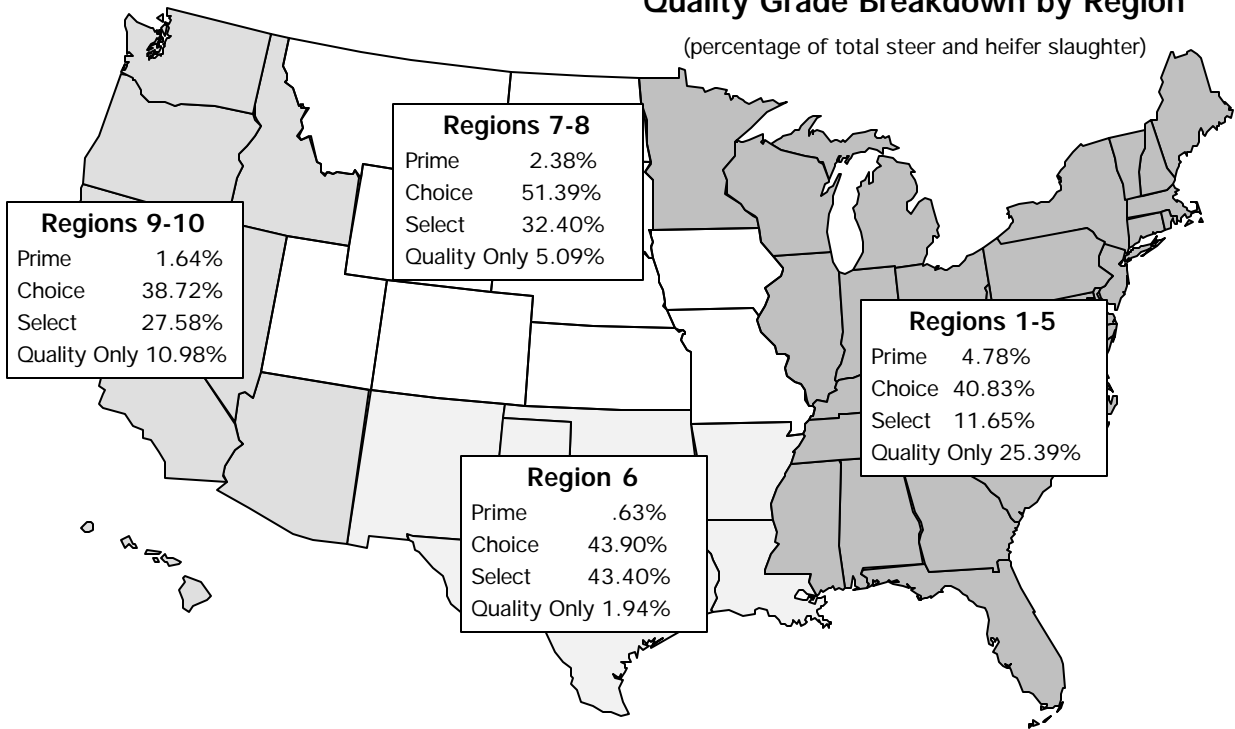 Quality Grade Breakdown by Region
(percentage of total steer and heifer slaughter)
Regions 7-8
Prime 2.38%
Choice 51.39%
Select 32.40%
Quality Only 5.09%
Regions 9-10
Prime 1.64%
Choice 38.72%
Select 27.58%
Quality Only 10.98%
Regions 1-5
Prime 4.78%
Choice 40.83%
Select 11.65%
Quality Only 25.39%
Region 6
Prime .63%
Choice 43.90%
Select 43.40%
Quality Only 1.94%